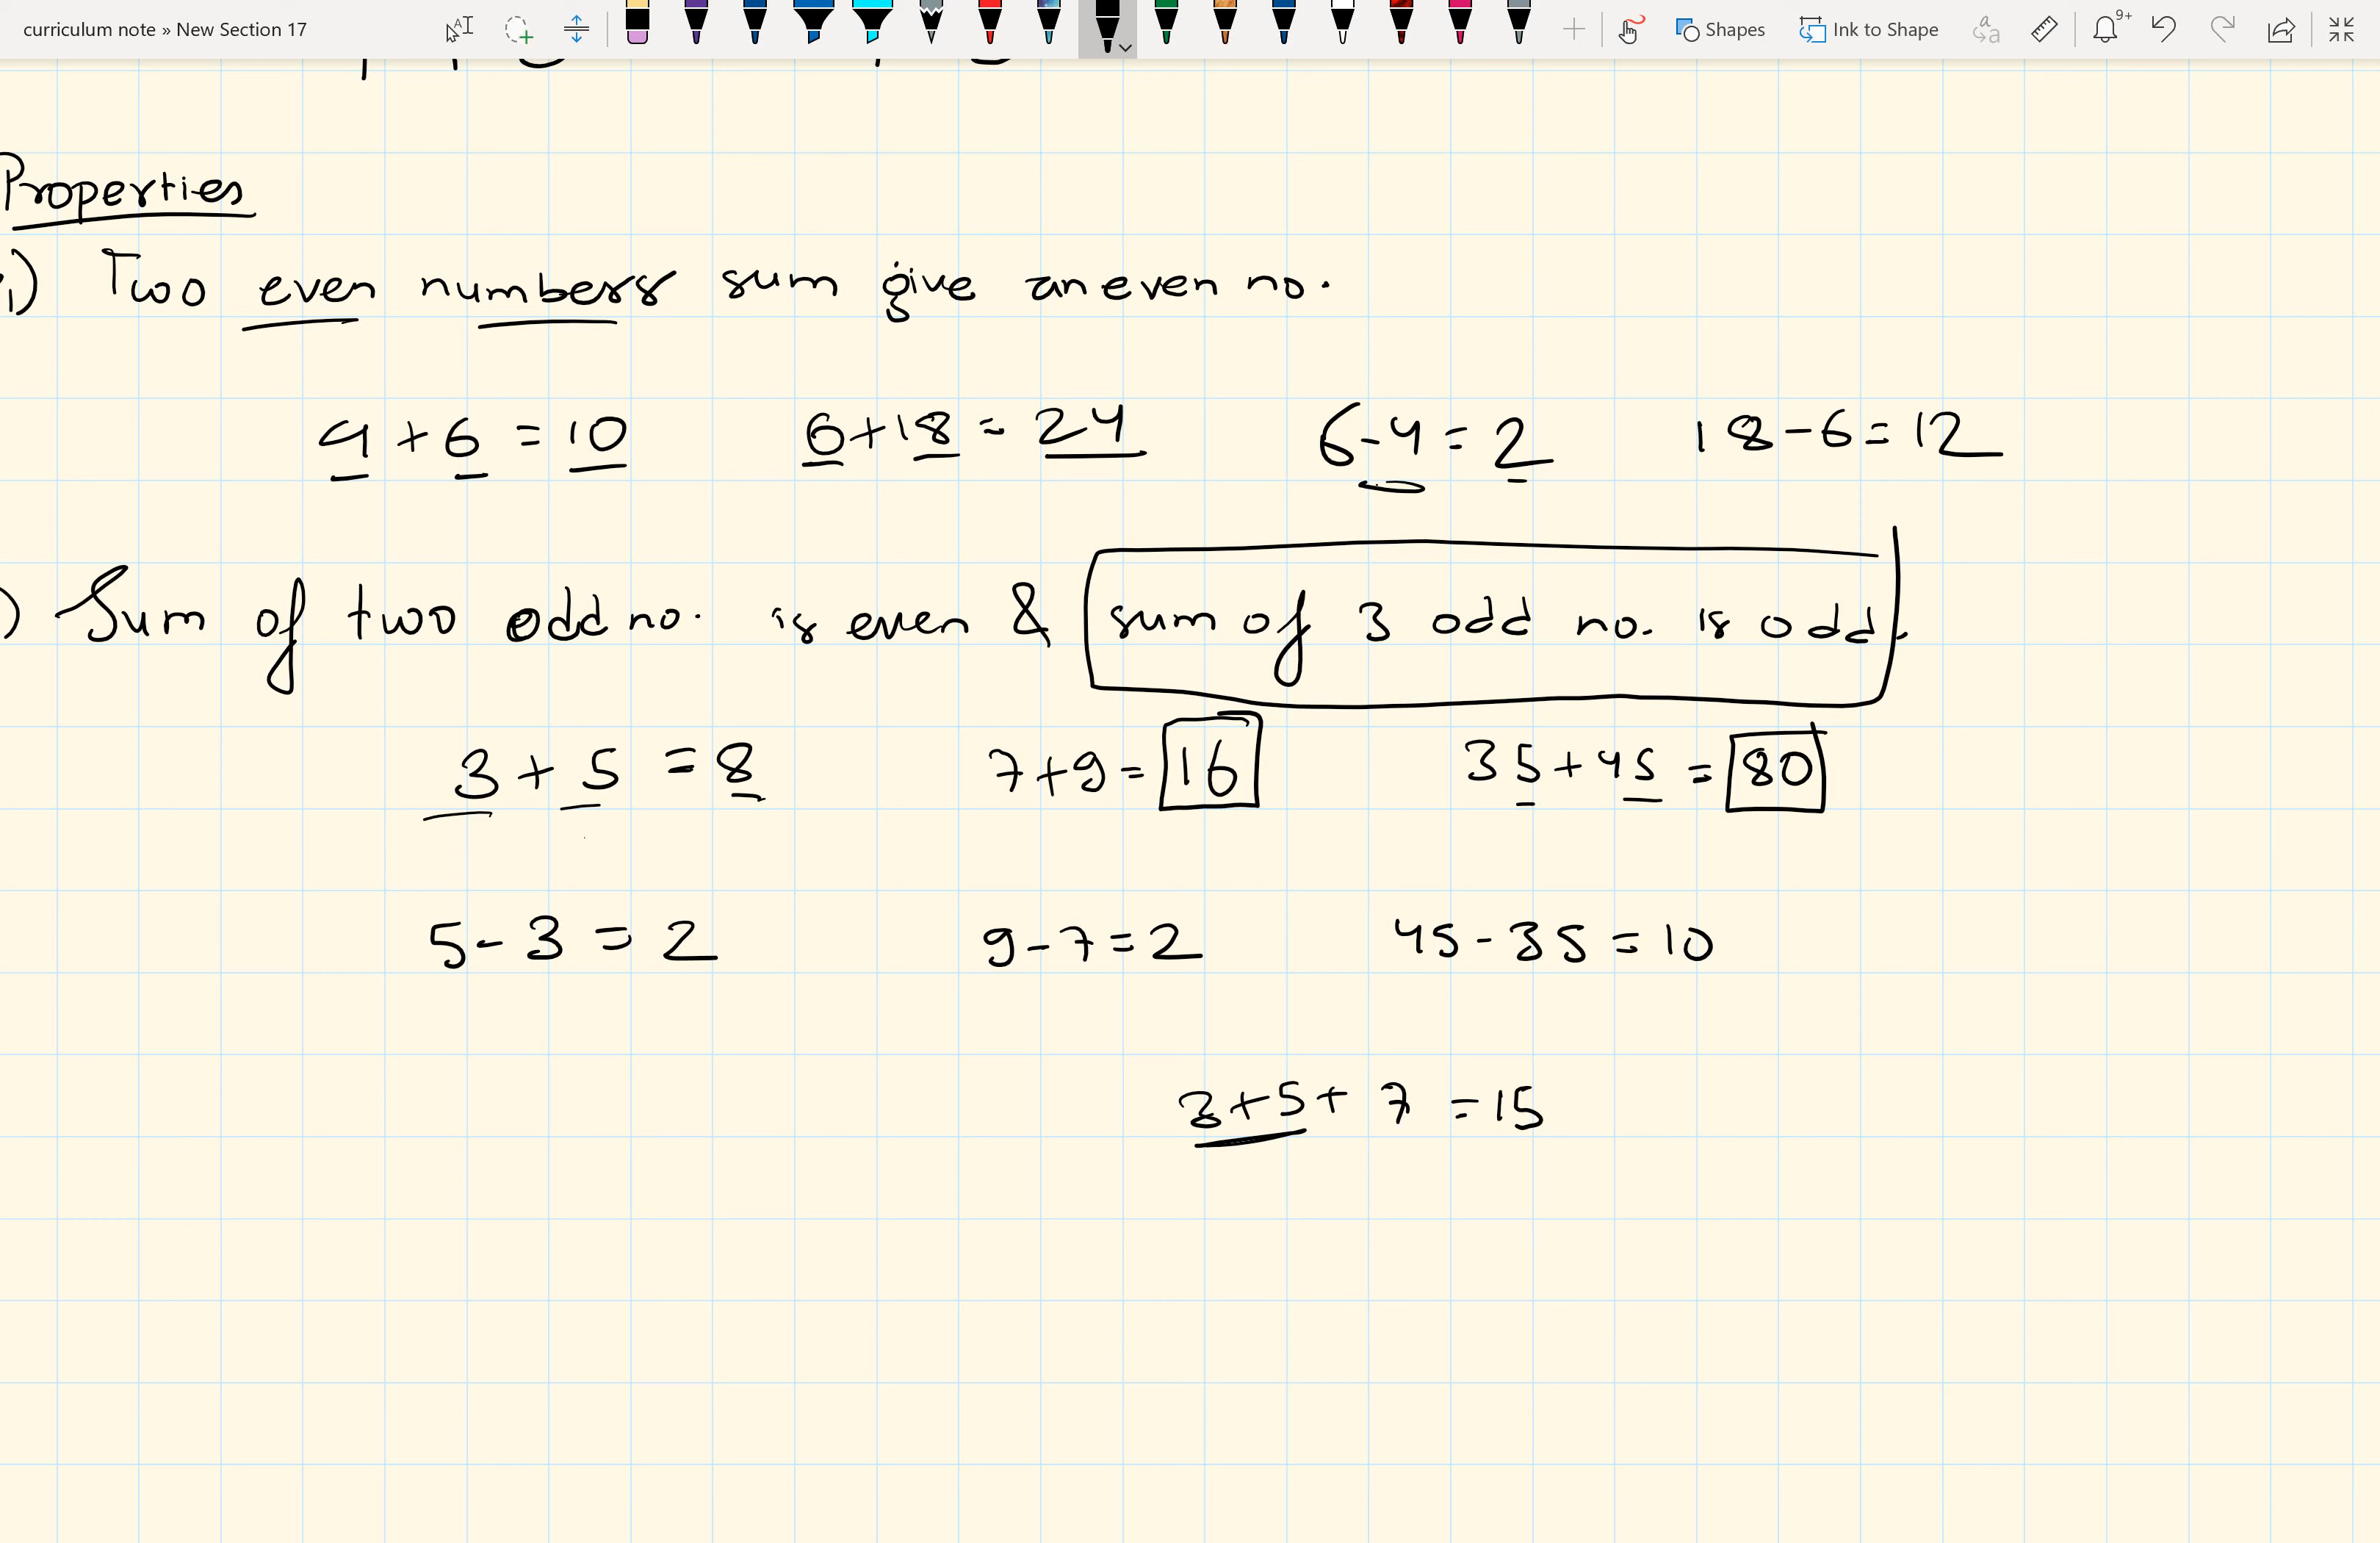 curriculum note » New Section 17
Shapes
Ink to Shape
9+
Properties
i) Two even numbers sum give an even no.
4 + 6 = 10 6+18 = 24 6-4 = 2 18-6 = 12
) Sum of two odd no. is even & sum of 3 odd no. is odd.
3 + 5 = 8 7+9 = 16 35+45 = 80
5 - 3 = 2 9-7 = 2 45-35 = 10
3+5+ 7 = 15